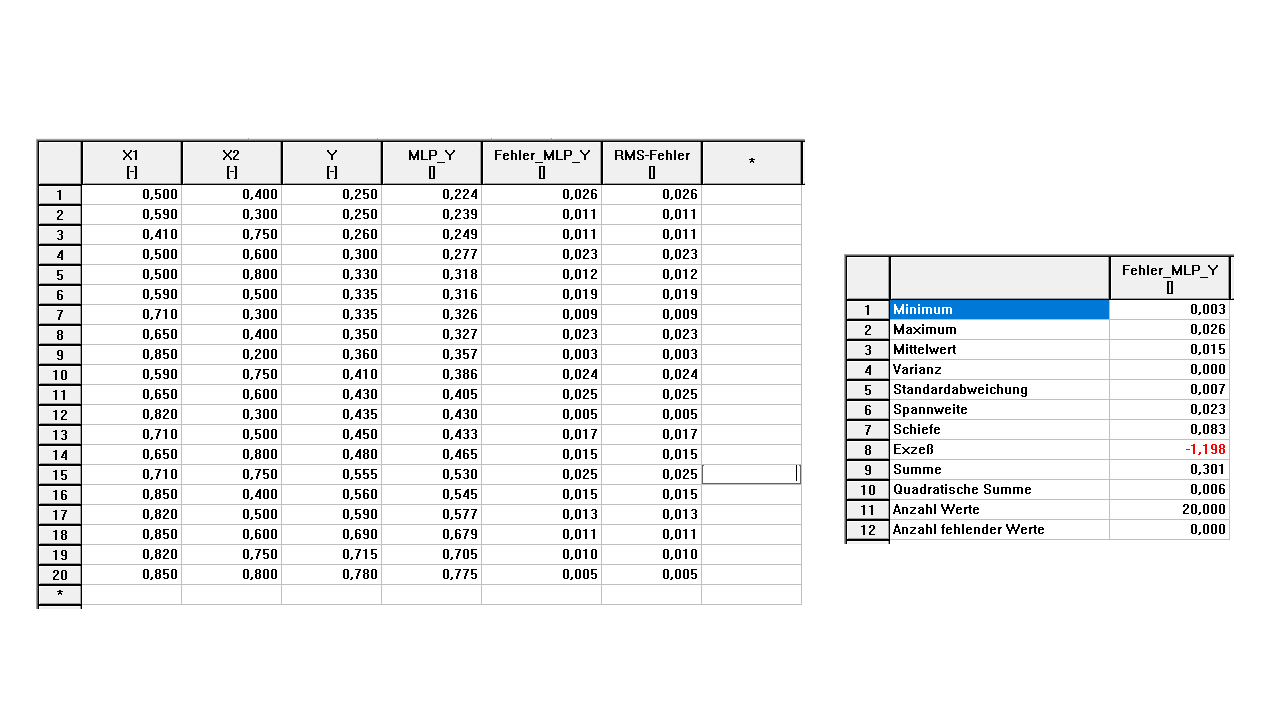 X1 X2 Y MLP_Y Fehler_MLP_Y RMS-Fehler *
[-] [-] [-] [] [] []
1 0,500 0,400 0,250 0,224 0,026 0,026
2 0,590 0,300 0,250 0,239 0,011 0,011
3 0,410 0,750 0,260 0,249 0,011 0,011
4 0,500 0,600 0,300 0,277 0,023 0,023
5 0,500 0,800 0,330 0,318 0,012 0,012
6 0,590 0,500 0,335 0,316 0,019 0,019
7 0,710 0,300 0,335 0,326 0,009 0,009
8 0,650 0,400 0,350 0,327 0,023 0,023
9 0,850 0,200 0,360 0,357 0,003 0,003
10 0,590 0,750 0,410 0,386 0,024 0,024
11 0,650 0,600 0,430 0,405 0,025 0,025
12 0,820 0,300 0,435 0,430 0,005 0,005
13 0,710 0,500 0,450 0,433 0,017 0,017
14 0,650 0,800 0,480 0,465 0,015 0,015
15 0,710 0,750 0,555 0,530 0,025 0,025
16 0,850 0,400 0,560 0,545 0,015 0,015
17 0,820 0,500 0,590 0,577 0,013 0,013
18 0,850 0,600 0,690 0,679 0,011 0,011
19 0,820 0,750 0,715 0,705 0,010 0,010
20 0,850 0,800 0,780 0,775 0,005 0,005
*
Fehler_MLP_Y
[]
1 Minimum 0,003
2 Maximum 0,026
3 Mittelwert 0,015
4 Varianz 0,000
5 Standardabweichung 0,007
6 Spannweite 0,023
7 Schiefe 0,083
8 Exzeß -1,198
9 Summe 0,301
10 Quadratische Summe 0,006
11 Anzahl Werte 20,000
12 Anzahl fehlender Werte 0,000